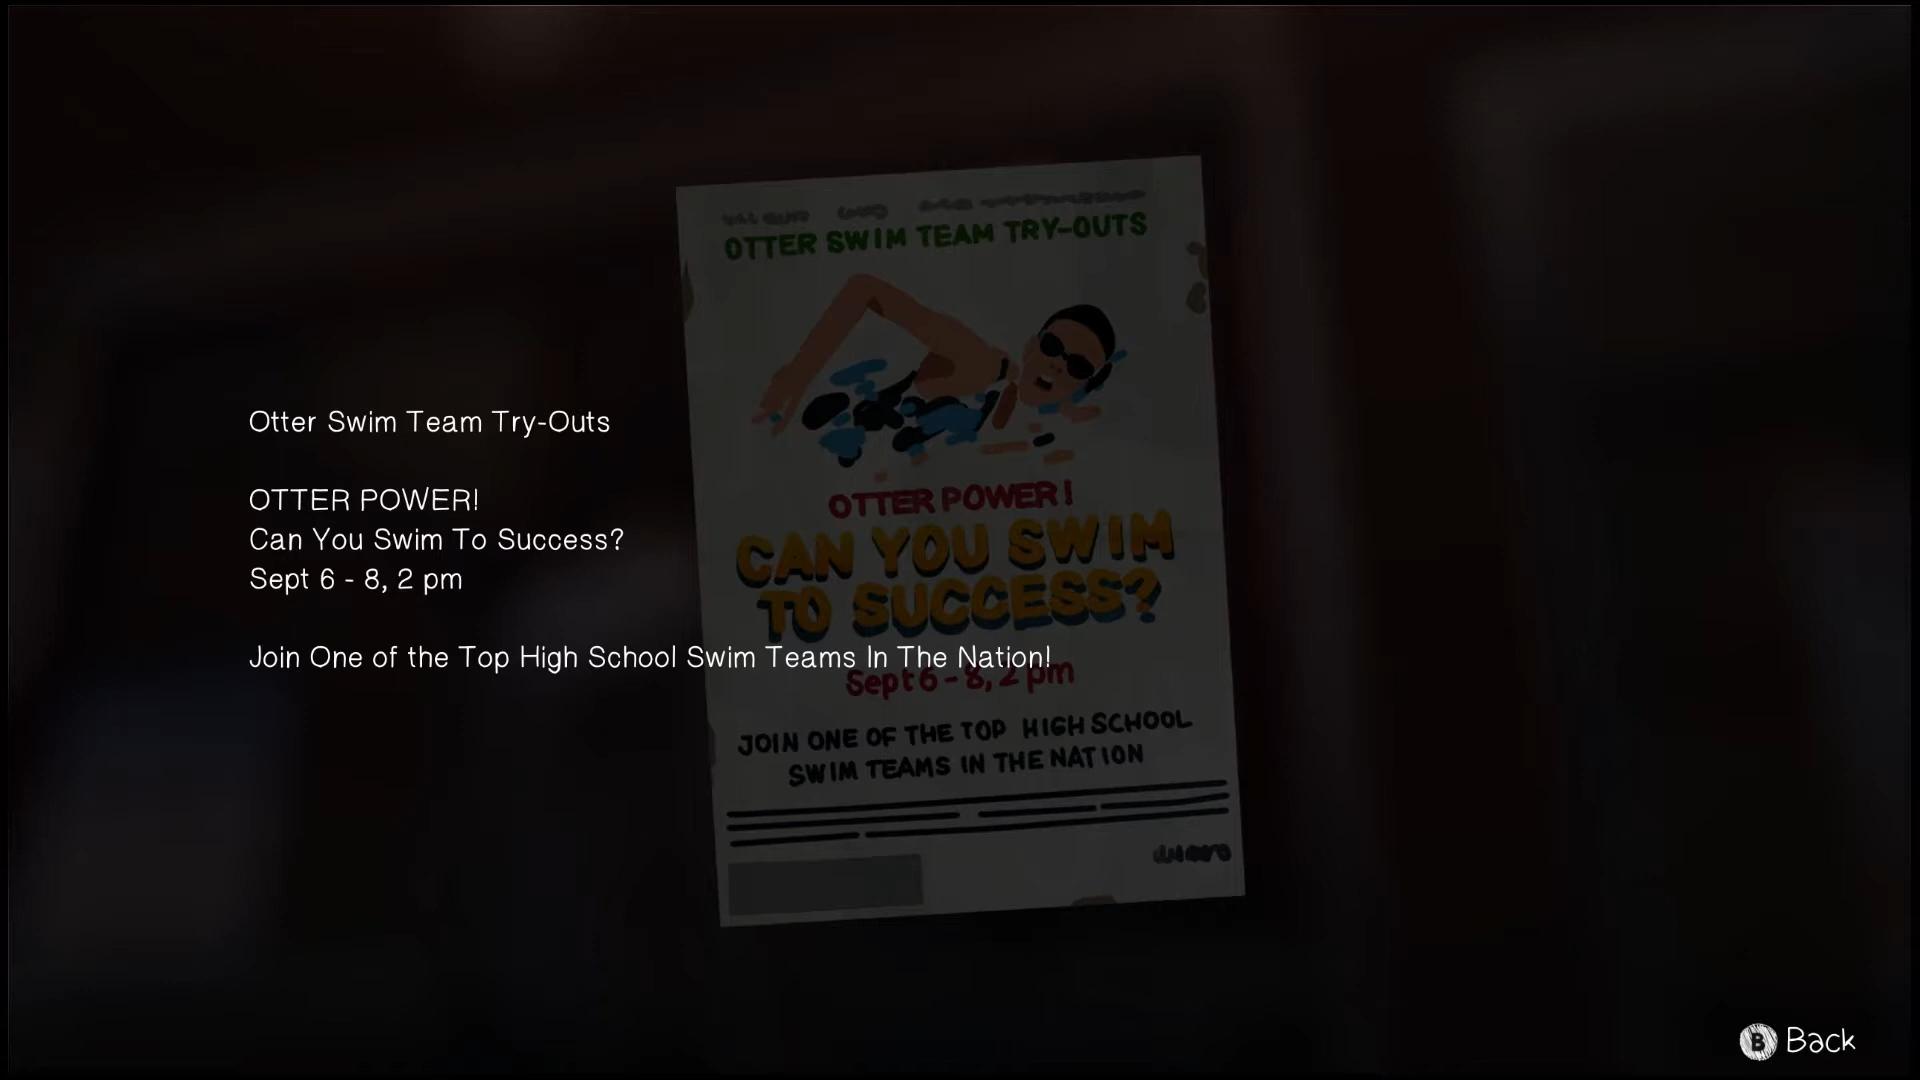 Otter Swim Team Try-Outs
OTTER POWER!
Can You Swim To Success?
Sept 6 - 8, 2 pm
Join One of the Top High School Swim Teams In The Nation!
OTTER SWIM TEAM TRY-OUTS
OTTER POWER!
CAN YOU SWIM
TO SUCCESS?
Sept 6 - 8, 2 pm
JOIN ONE OF THE TOP HIGH SCHOOL
SWIM TEAMS IN THE NATION
B Back